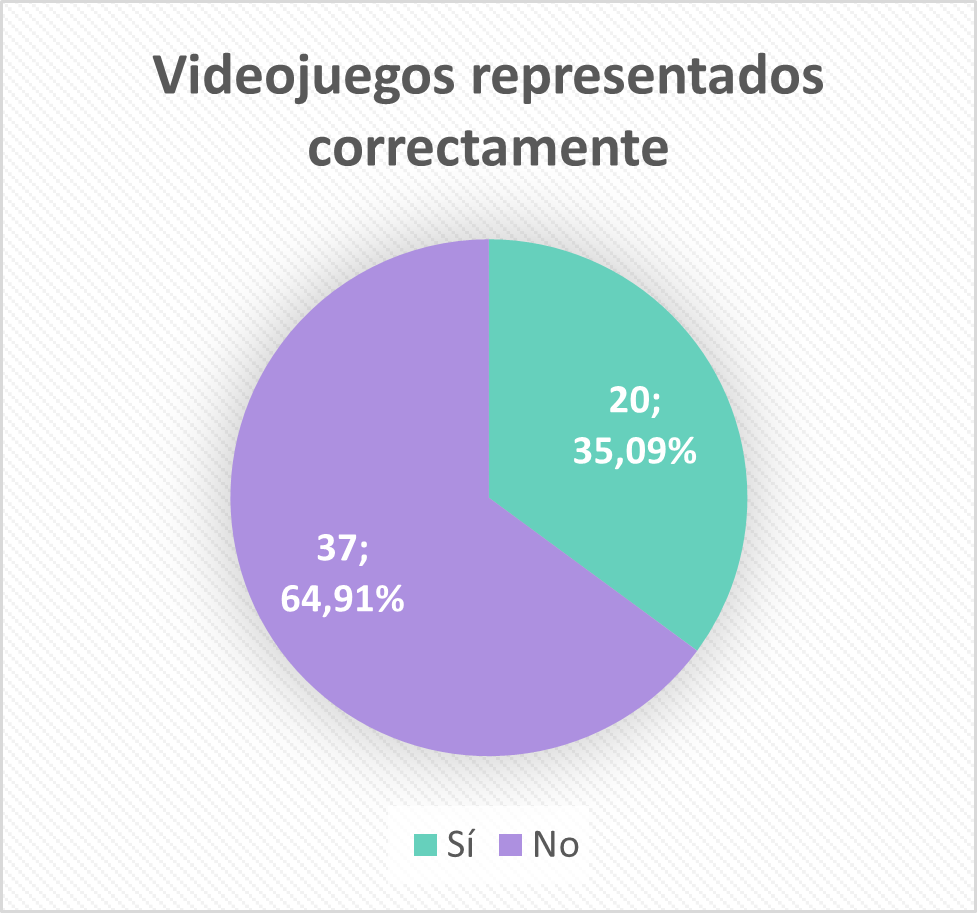 Videojuegos representados
correctamente
20;
35,09%
37;
64,91%
Sí No